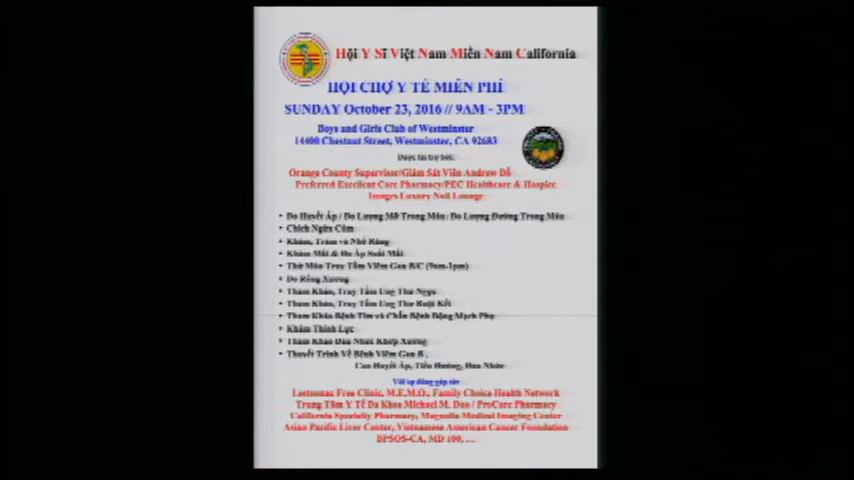 Hội Y Sĩ Việt Nam Miền Nam California
HỘI CHỢ Y TẾ MIỄN PHÍ
SUNDAY October 23, 2016 // 9AM - 3PM
Boys and Girls Club of Westminster
14400 Chestnut Street, Westminster, CA 92683
Được tài trợ bởi:
Orange County Supervisor/Giám Sát Viên Andrew Đỗ
Preferred Excellent Care Pharmacy/PEC Healthcare & Hospice
Images Luxury Nail Lounge
• Đo Huyết Áp / Đo Lượng Mỡ Trong Máu / Đo Lượng Đường Trong Máu
• Chích Ngừa Cúm
• Khám, Trám và Nhổ Răng
• Khám Mắt & Đo Áp Suất Mắt
• Thử Máu Truy Tầm Viêm Gan B/C (9am-1pm)
• Đo Rỗng Xương
• Tham Khảo, Truy Tầm Ung Thư Ngực
• Tham Khảo, Truy Tầm Ung Thư Ruột Kết
• Tham Khảo Bệnh Tim và Chẩn Bệnh Động Mạch Phụ
• Khám Thính Lực
• Tham Khảo Đau Nhức Khớp Xương
• Thuyết Trình Về Bệnh Viêm Gan B ,
Cao Huyết Áp, Tiểu Đường, Đau Nhức
Với sự đóng góp của:
Lestonnac Free Clinic, M.E.M.O., Family Choice Health Network
Trung Tâm Y Tế Đa Khoa Michael M. Dao / ProCare Pharmacy
California Specialty Pharmacy, Magnolia Medical Imaging Center
Asian Pacific Liver Center, Vietnamese American Cancer Foundation
BPSOS-CA, MD 100, ...